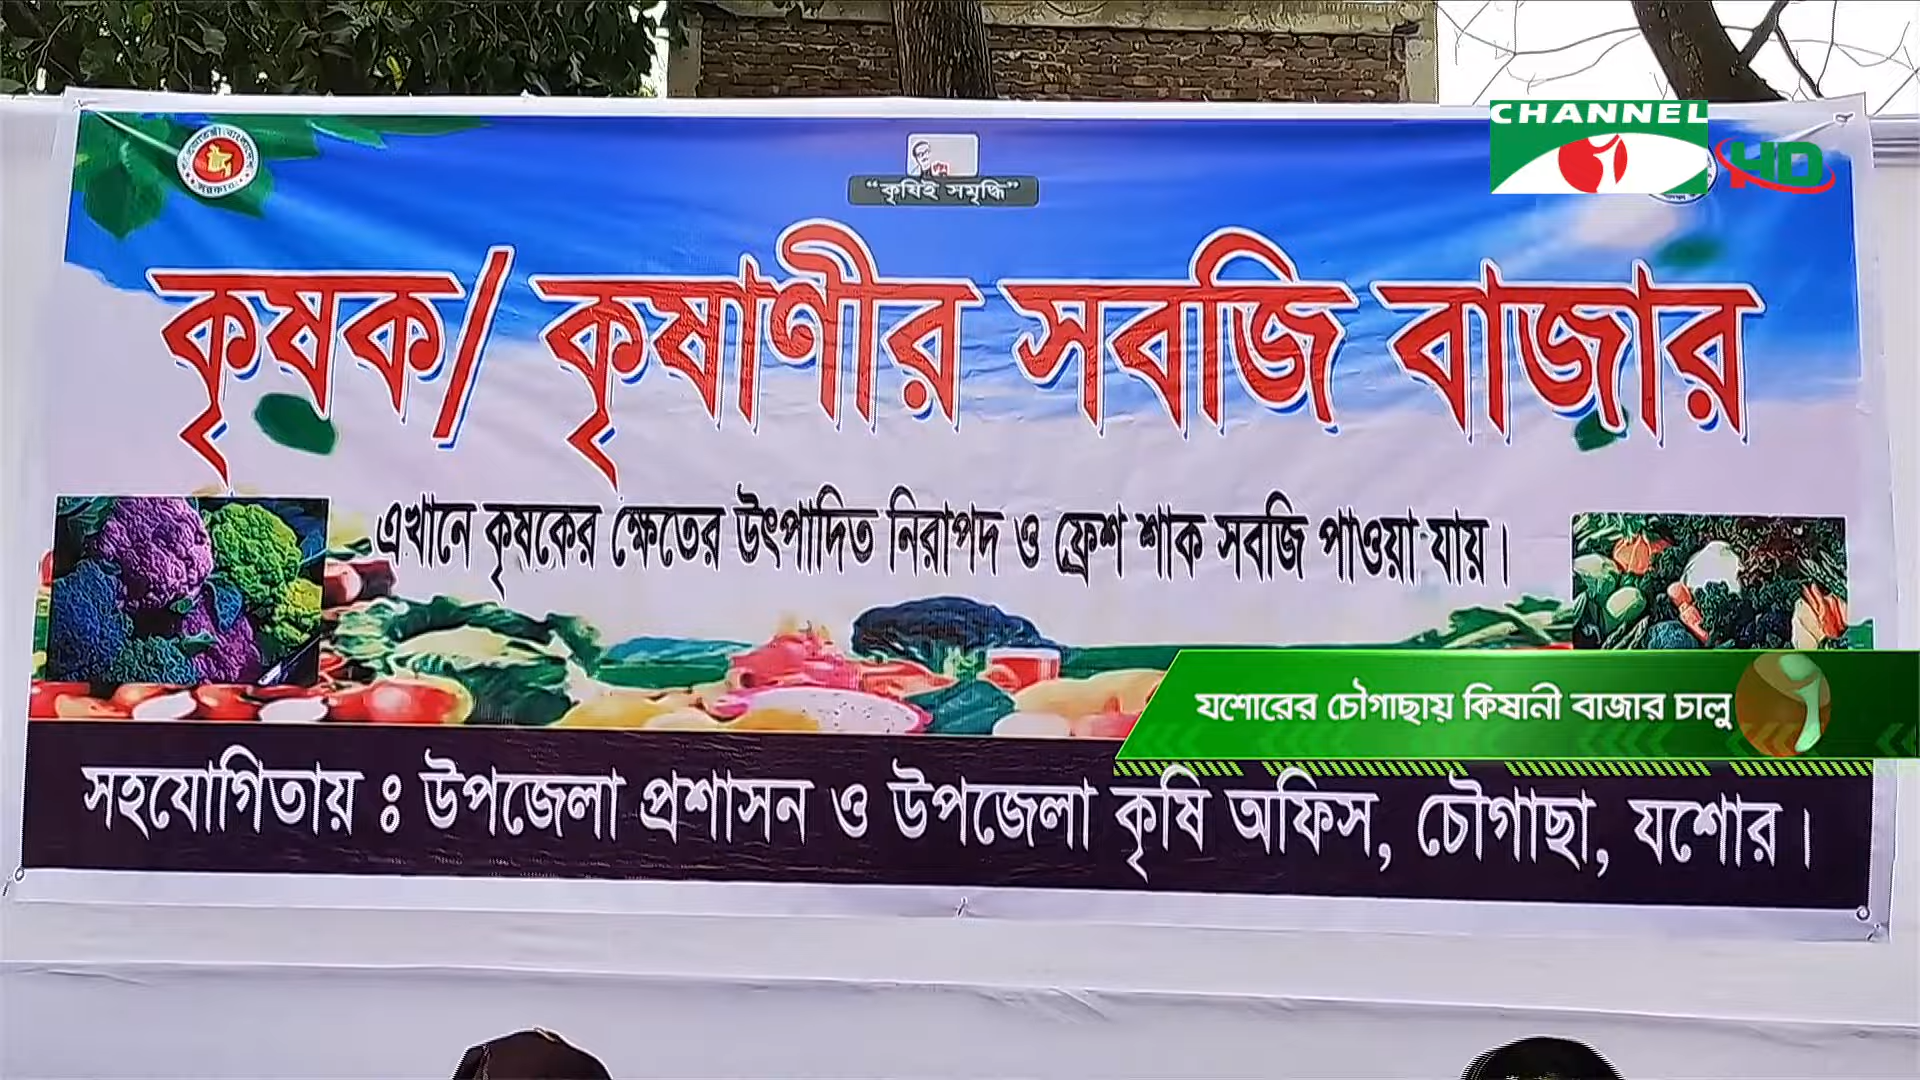 CHANNEL
HD
“কৃষিই সমৃদ্ধি”
কৃষক/ কৃষাণীর সবজি বাজার
এখানে কৃষকের ক্ষেতের উৎপাদিত নিরাপদ ও ফ্রেশ শাক সবজি পাওয়া যায়।
যশোরের চৌগাছায় কিষানী বাজার চালু
সহযোগিতায় ঃ উপজেলা প্রশাসন ও উপজেলা কৃষি অফিস, চৌগাছা, যশোর।